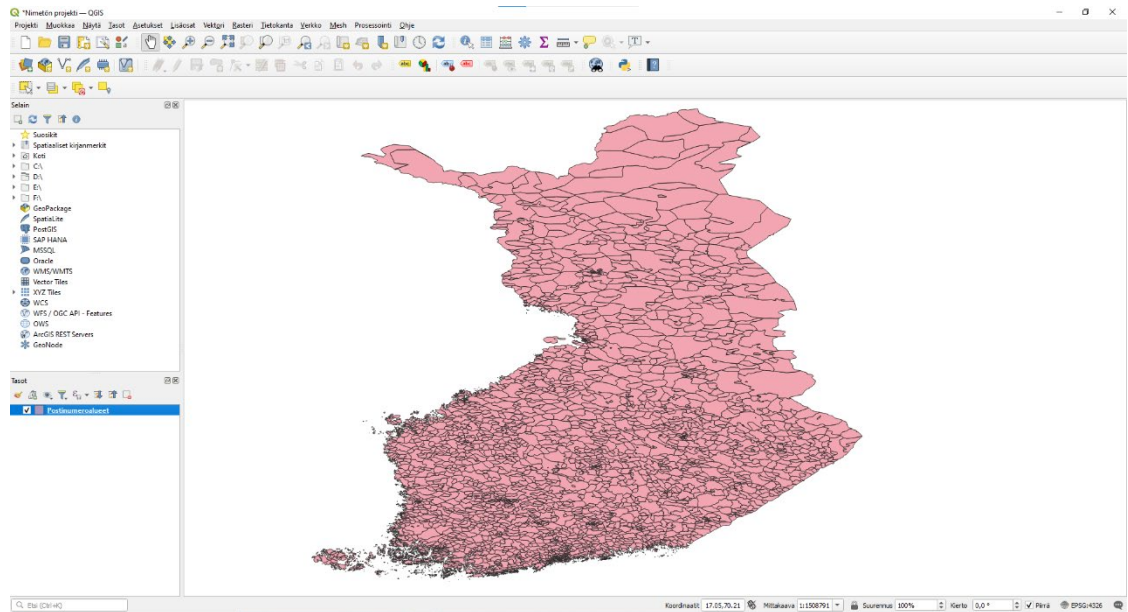 *Nimetön projekti — QGIS
Projekti Muokkaa Näytä Tasot Asetukset Lisäosat Vektori Rasteri Tietokanta Verkko Mesh Prosessointi Ohje
Selain
Suosikit
Spatiaaliset kirjanmerkit
Koti
C:\
D:\
E:\
F:\
GeoPackage
SpatiaLite
PostGIS
SAP HANA
MSSQL
Oracle
WMS/WMTS
Vector Tiles
XYZ Tiles
WCS
WFS / OGC API - Features
OWS
ArcGIS REST Servers
GeoNode
Tasot
Postinumeroalueet
Etsi (Ctrl+K)
Koordinaatit 17.05,70.21 Mittakaava 1:1508791 Suurennus 100% Kierto 0,0 ° Piirrä EPSG:4326